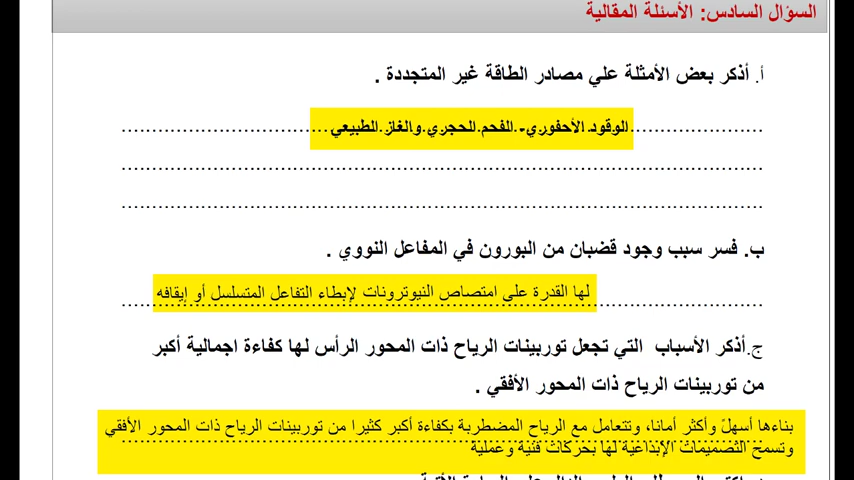 السؤال السادس: الأسئلة المقالية
أ. أذكر بعض الأمثلة علي مصادر الطاقة غير المتجددة .
الوقود الأحفوري- الفحم الحجري والغاز الطبيعي
ب. فسر سبب وجود قضبان من البورون في المفاعل النووي .
لها القدرة على امتصاص النيوترونات لإبطاء التفاعل المتسلسل أو إيقافه
ج.أذكر الأسباب التي تجعل توربينات الرياح ذات المحور الرأس لها كفاءة اجمالية أكبر
من توربينات الرياح ذات المحور الأفقي .
بناءها أسهل وأكثر أمانا، وتتعامل مع الرياح المضطربة بكفاءة أكبر كثيرا من توربينات الرياح ذات المحور الأفقي
وتسمح التصميمات الإبداعية لها بحركات فنية وعملية